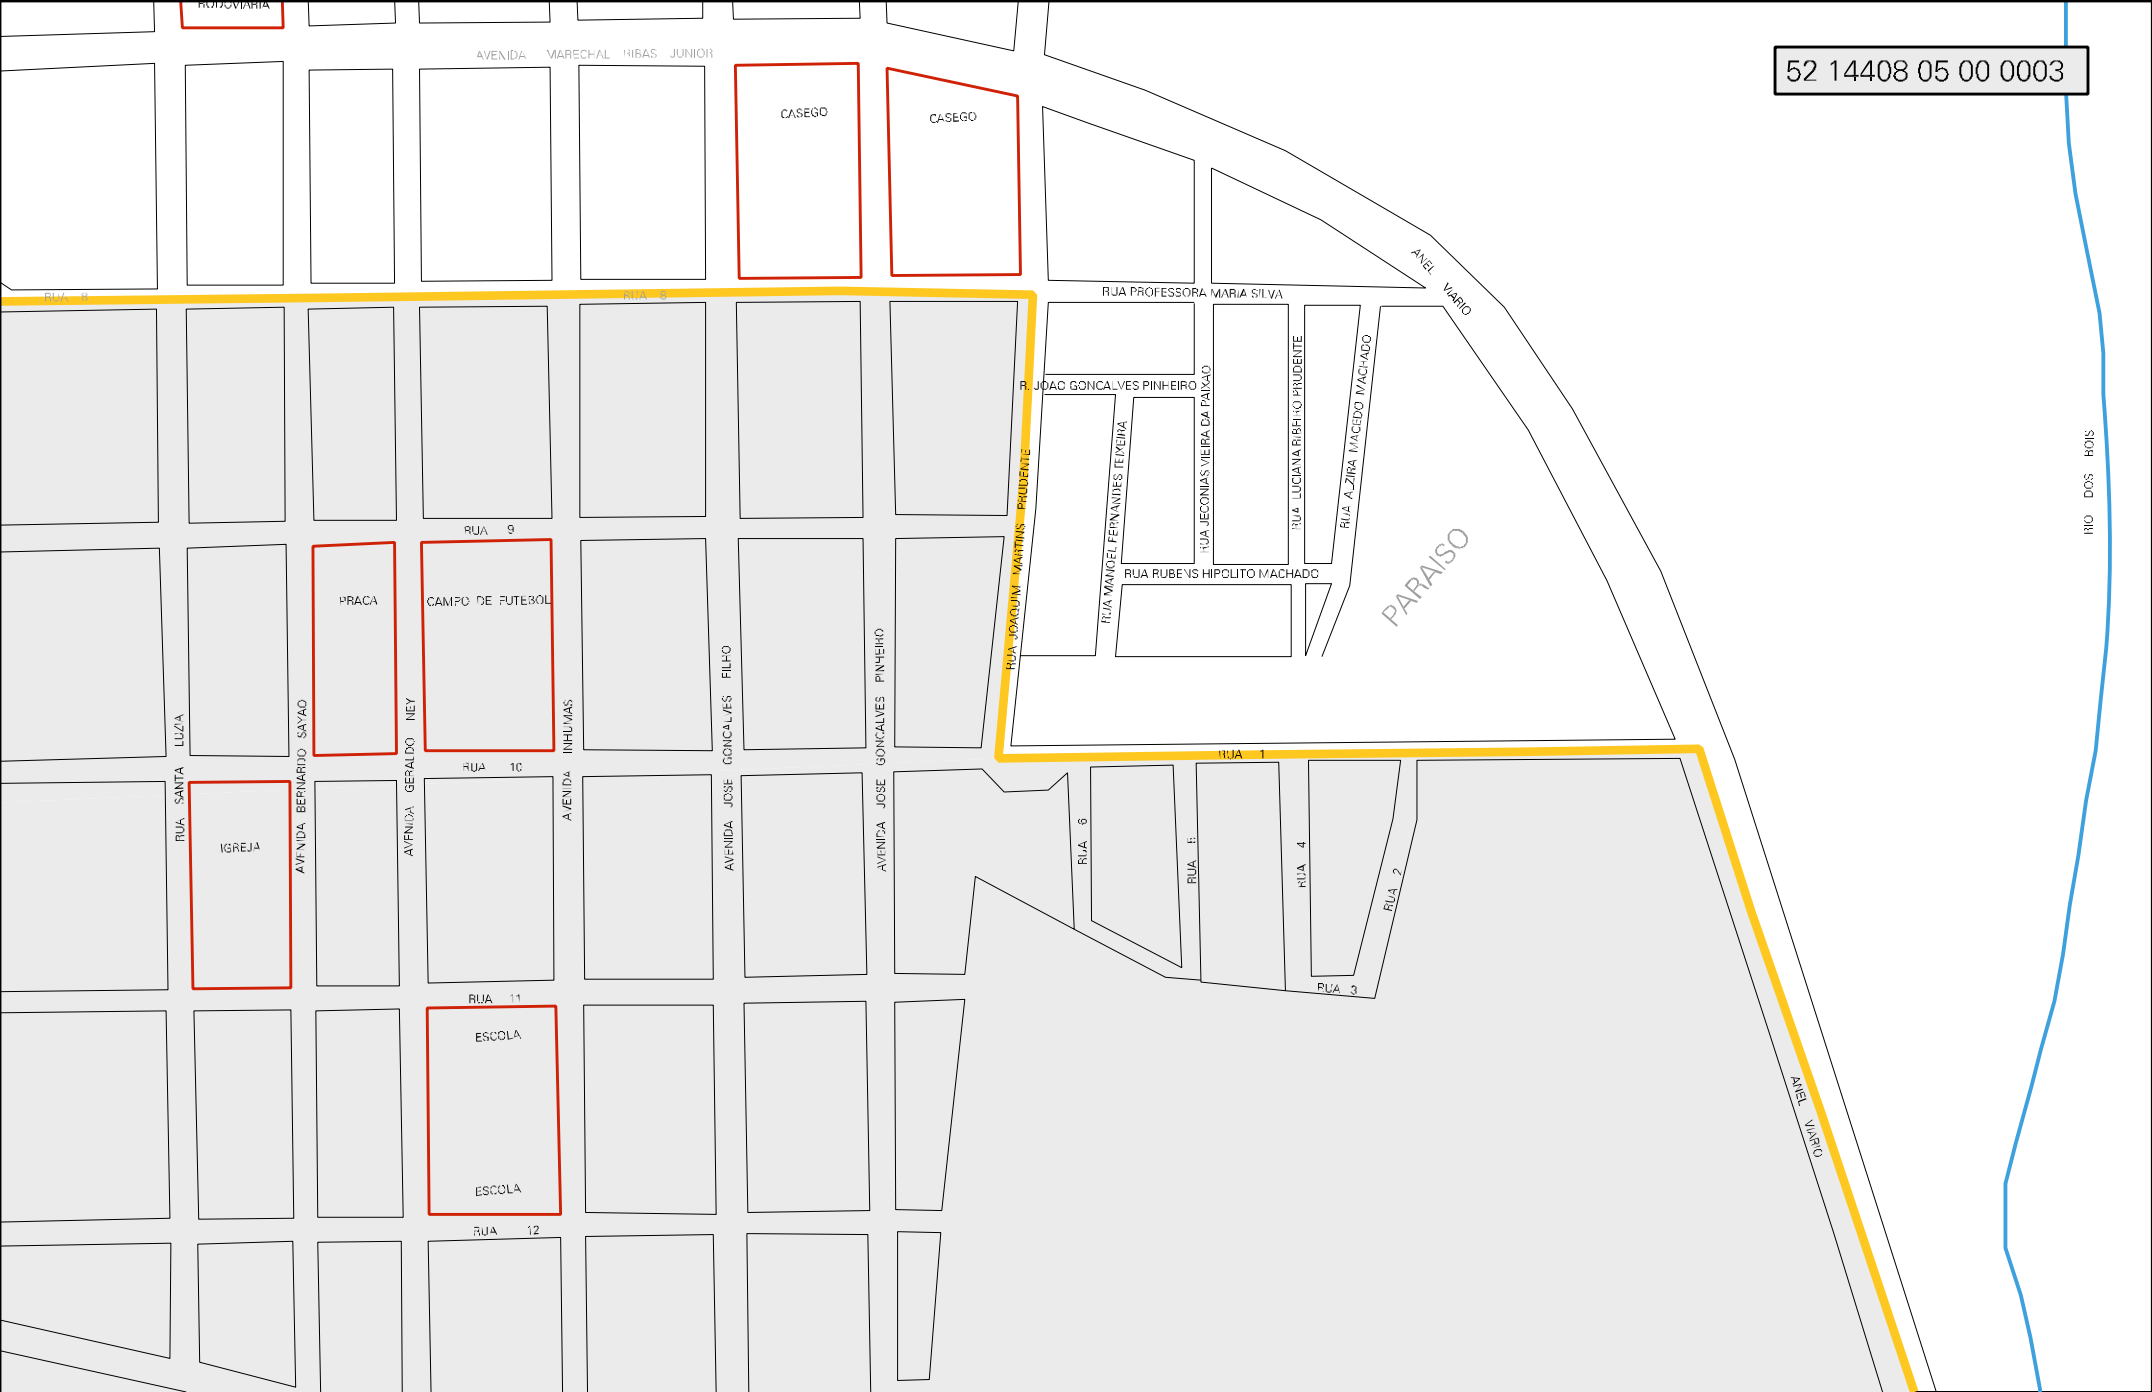 RODOVIARIA
AVENIDA MARECHAL RIBAS JUNIOR
52 14408 05 00 0003
CASEGO
CASEGO
ANEL VIARIO
RUA 8
RUA 8
RUA PROFESSORA MARIA SILVA
R. JOAO GONCALVES PINHEIRO
RUA JOAQUIM MARTINS PRUDENTE
RUA MANOEL FERNANDES TEIXEIRA
RUA JECONIAS VIEIRA DA PAIXAO
RUA LUCIANA RIBEIRO PRUDENTE
RUA ALZIRA MACEDO MACHADO
RIO DOS BOIS
RUA 9
PARAISO
RUA RUBENS HIPOLITO MACHADO
PRACA
CAMPO DE FUTEBOL
RUA SANTA LUZIA
AVENIDA BERNARDO SAYAO
AVENIDA GERALDO NEY
AVENIDA INHUMAS
AVENIDA JOSE GONCALVES FILHO
AVENIDA JOSE GONCALVES PINHEIRO
RUA 1
RUA 10
RUA 6
RUA 5
RUA 4
RUA 2
IGREJA
RUA 3
RUA 11
ESCOLA
ANEL VIARIO
ESCOLA
RUA 12